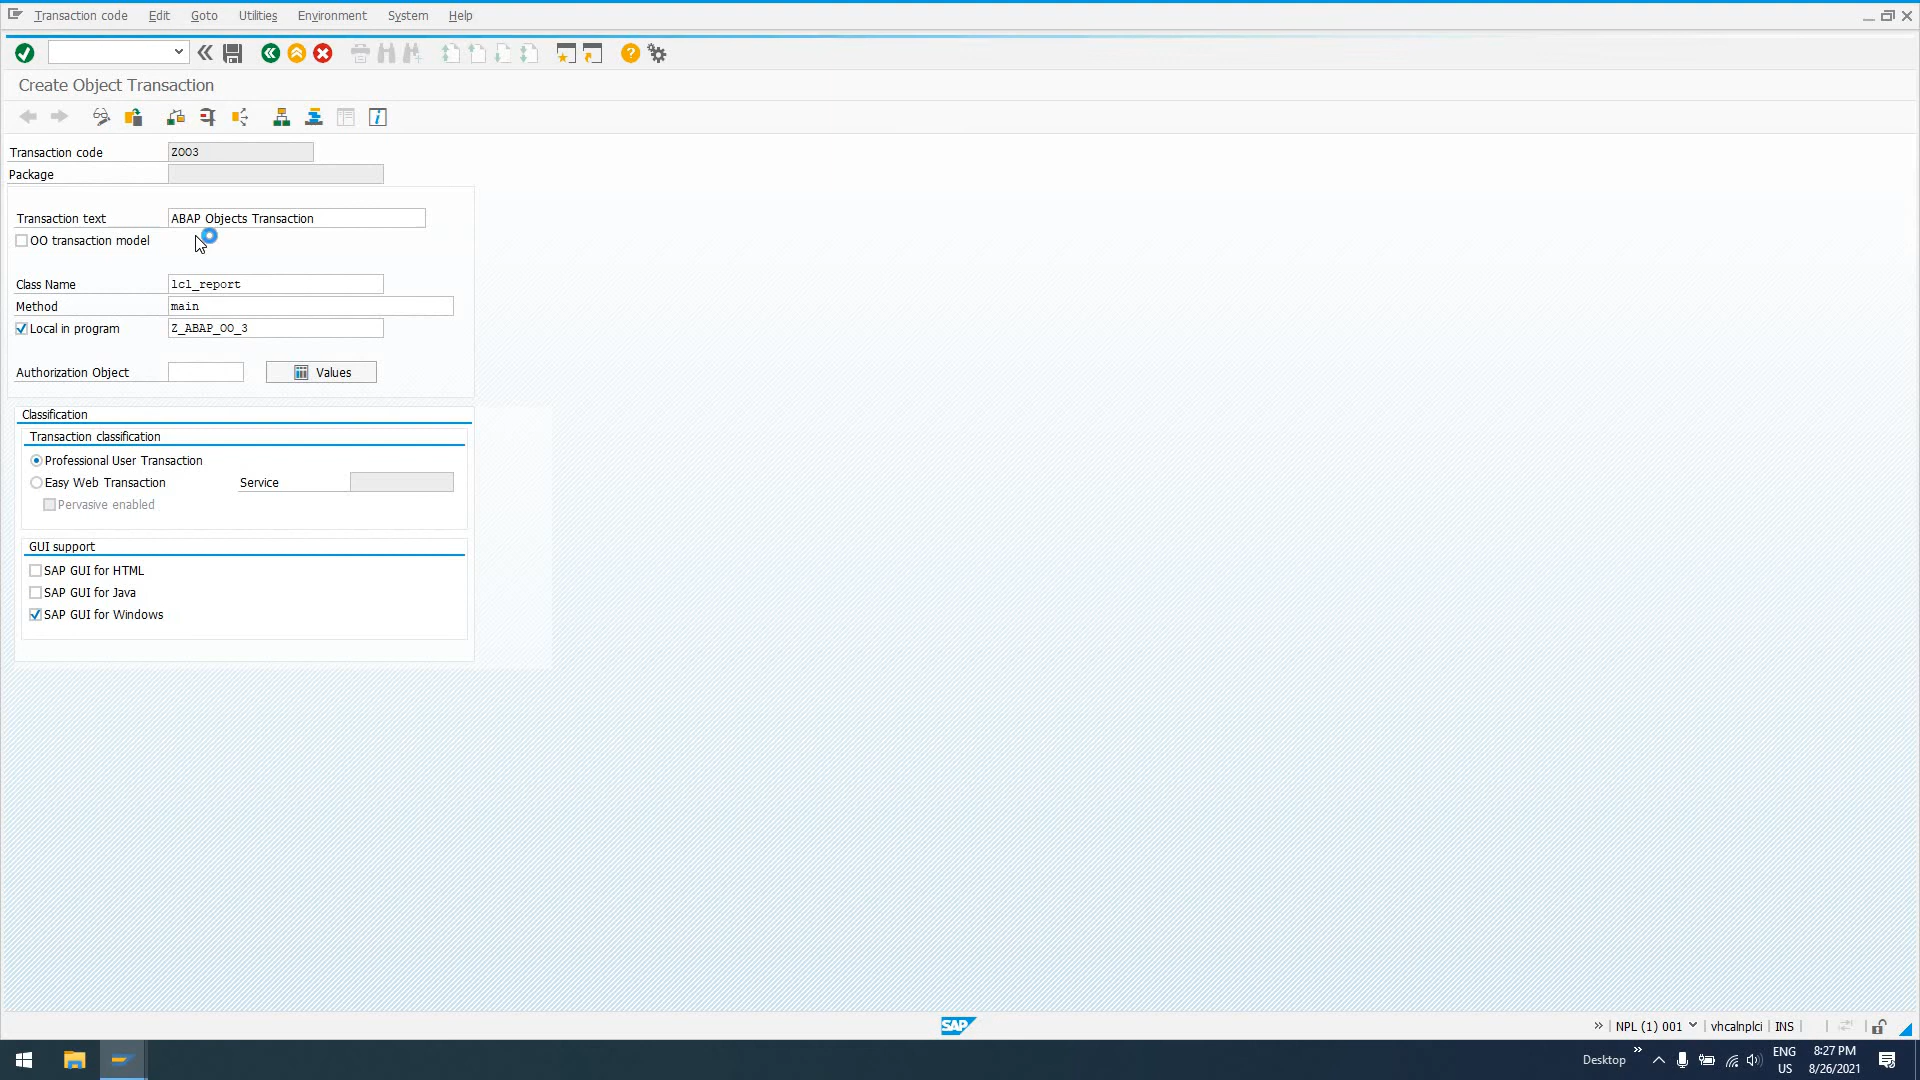 Transaction code Edit Goto Utilities Environment System Help
Create Object Transaction
Transaction code ZOO3
Package
Transaction text ABAP Objects Transaction
OO transaction model
Class Name lcl_report
Method main
Local in program Z_ABAP_OO_3
Authorization Object Values
Classification
Transaction classification
Professional User Transaction
Easy Web Transaction Service
Pervasive enabled
GUI support
SAP GUI for HTML
SAP GUI for Java
SAP GUI for Windows
SAP
» NPL (1) 001 vhcalnplci INS
Desktop » ENG 8:27 PM
US 8/26/2021